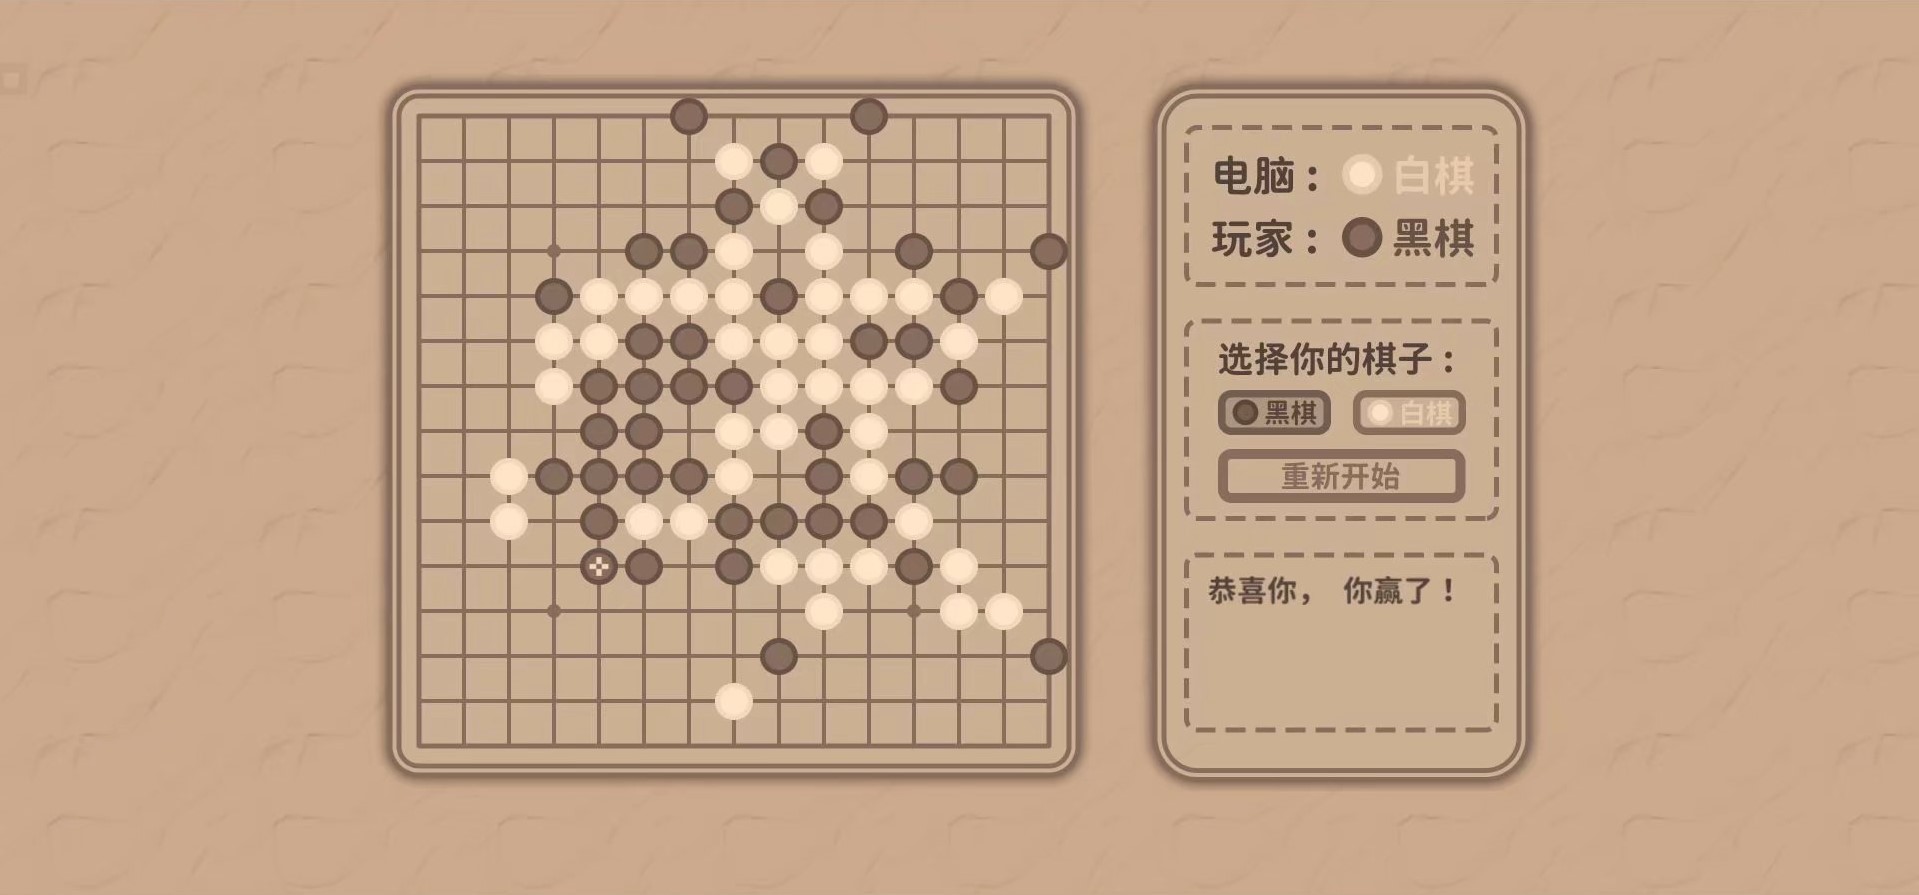 电脑： 白棋
玩家： 黑棋
选择你的棋子：
黑棋 白棋
重新开始
恭喜你， 你赢了！